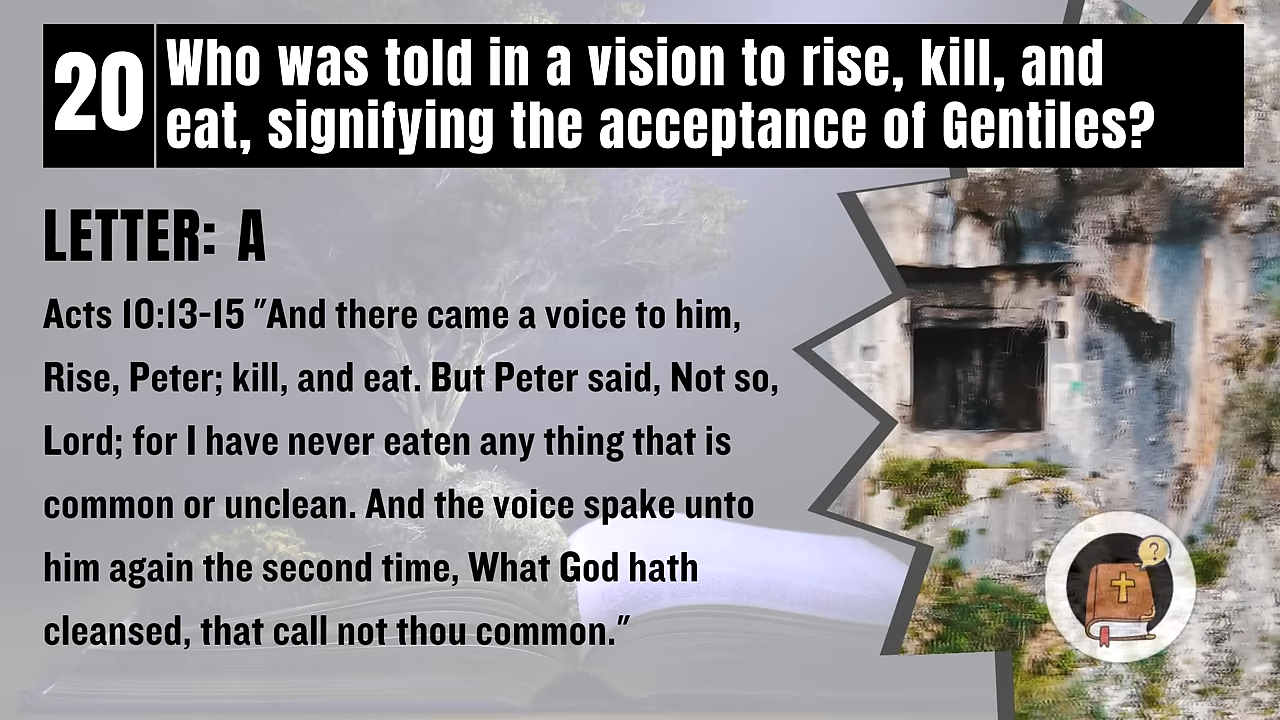 20
Who was told in a vision to rise, kill, and
eat, signifying the acceptance of Gentiles?
LETTER: A
Acts 10:13-15 "And there came a voice to him,
Rise, Peter; kill, and eat. But Peter said, Not so,
Lord; for I have never eaten any thing that is
common or unclean. And the voice spake unto
him again the second time, What God hath
cleansed, that call not thou common."
?